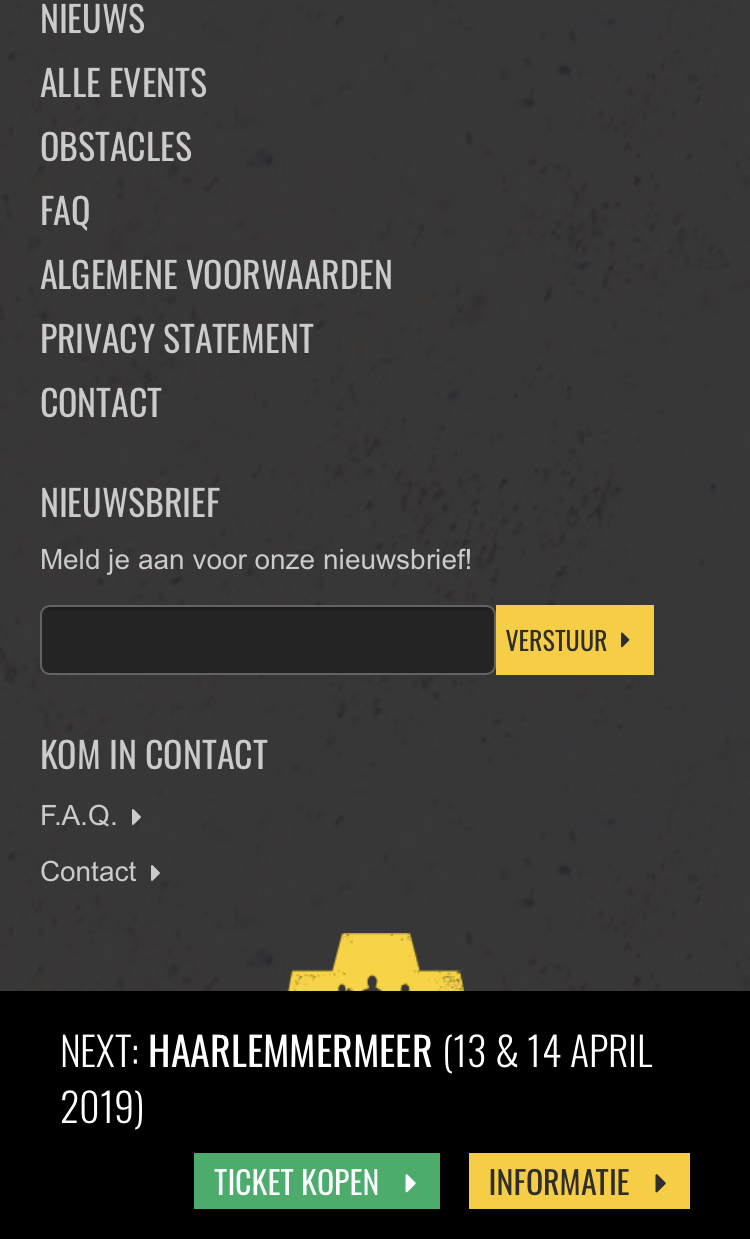 NIEUWS
ALLE EVENTS
OBSTACLES
FAQ
ALGEMENE VOORWAARDEN
PRIVACY STATEMENT
CONTACT
NIEUWSBRIEF
Meld je aan voor onze nieuwsbrief!
VERSTUUR
KOM IN CONTACT
F.A.Q.
Contact
NEXT: HAARLEMMERMEER (13 & 14 APRIL
2019)
TICKET KOPEN INFORMATIE